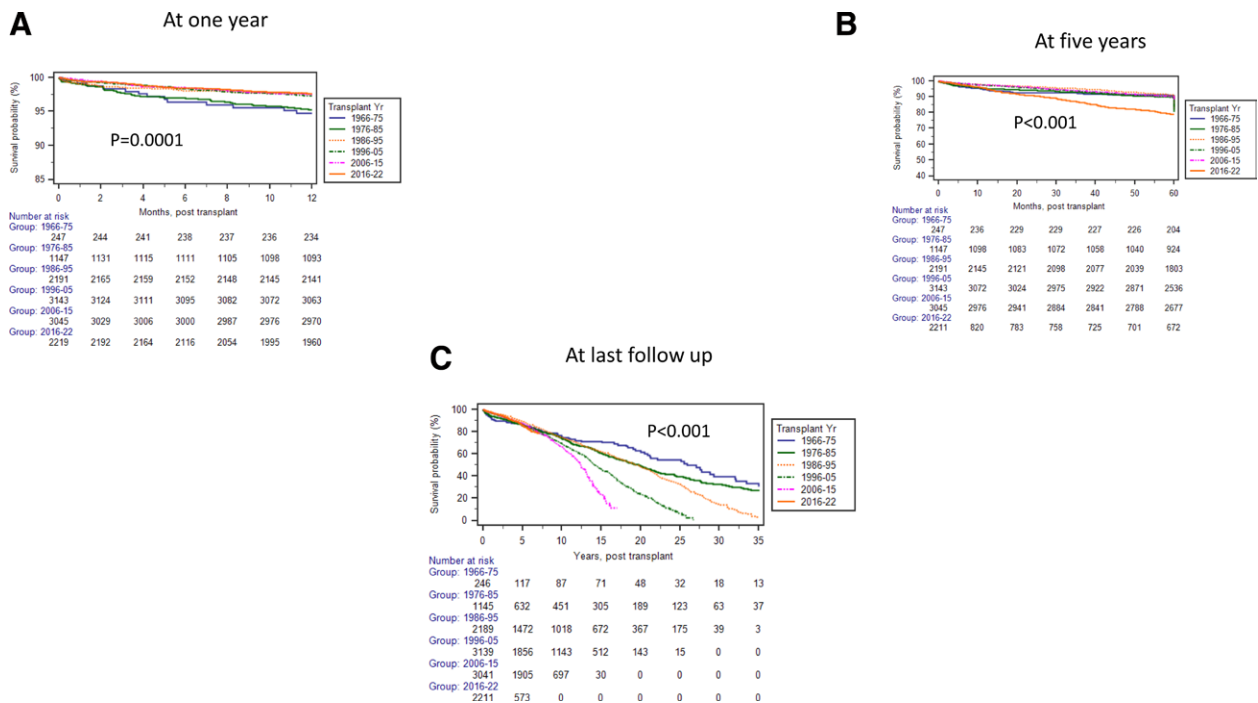 A
At one year
Survival probability (%)
100
95
90
85
P=0.0001
0 2 4 6 8 10 12
Months, post transplant
Transplant Yr
1966-75
1976-85
1986-95
1996-05
2006-15
2016-22
Number at risk
Group: 1966-75
247 244 241 238 237 236 234
Group: 1976-85
1147 1131 1115 1111 1105 1098 1093
Group: 1986-95
2191 2165 2159 2152 2148 2145 2141
Group: 1996-05
3143 3124 3111 3095 3082 3072 3063
Group: 2006-15
3045 3029 3006 3000 2987 2976 2970
Group: 2016-22
2219 2192 2164 2116 2054 1995 1960
B
At five years
Survival probability (%)
100
90
80
70
60
50
40
P<0.001
0 10 20 30 40 50 60
Months, post transplant
Transplant Yr
1966-75
1976-85
1986-95
1996-05
2006-15
2016-22
Number at risk
Group: 1966-75
247 236 229 229 227 226 204
Group: 1976-85
1147 1098 1083 1072 1058 1040 924
Group: 1986-95
2191 2145 2121 2098 2077 2039 1803
Group: 1996-05
3143 3072 3024 2975 2922 2871 2536
Group: 2006-15
3045 2976 2941 2884 2841 2788 2677
Group: 2016-22
2211 820 783 758 725 701 672
C
At last follow up
Survival probability (%)
100
80
60
40
20
0
P<0.001
0 5 10 15 20 25 30 35
Years, post transplant
Transplant Yr
1966-75
1976-85
1986-95
1996-05
2006-15
2016-22
Number at risk
Group: 1966-75
246 117 87 71 48 32 18 13
Group: 1976-85
1145 632 451 305 189 123 63 37
Group: 1986-95
2189 1472 1018 672 367 175 39 3
Group: 1996-05
3139 1856 1143 512 143 15 0 0
Group: 2006-15
3041 1905 697 30 0 0 0 0
Group: 2016-22
2211 573 0 0 0 0 0 0